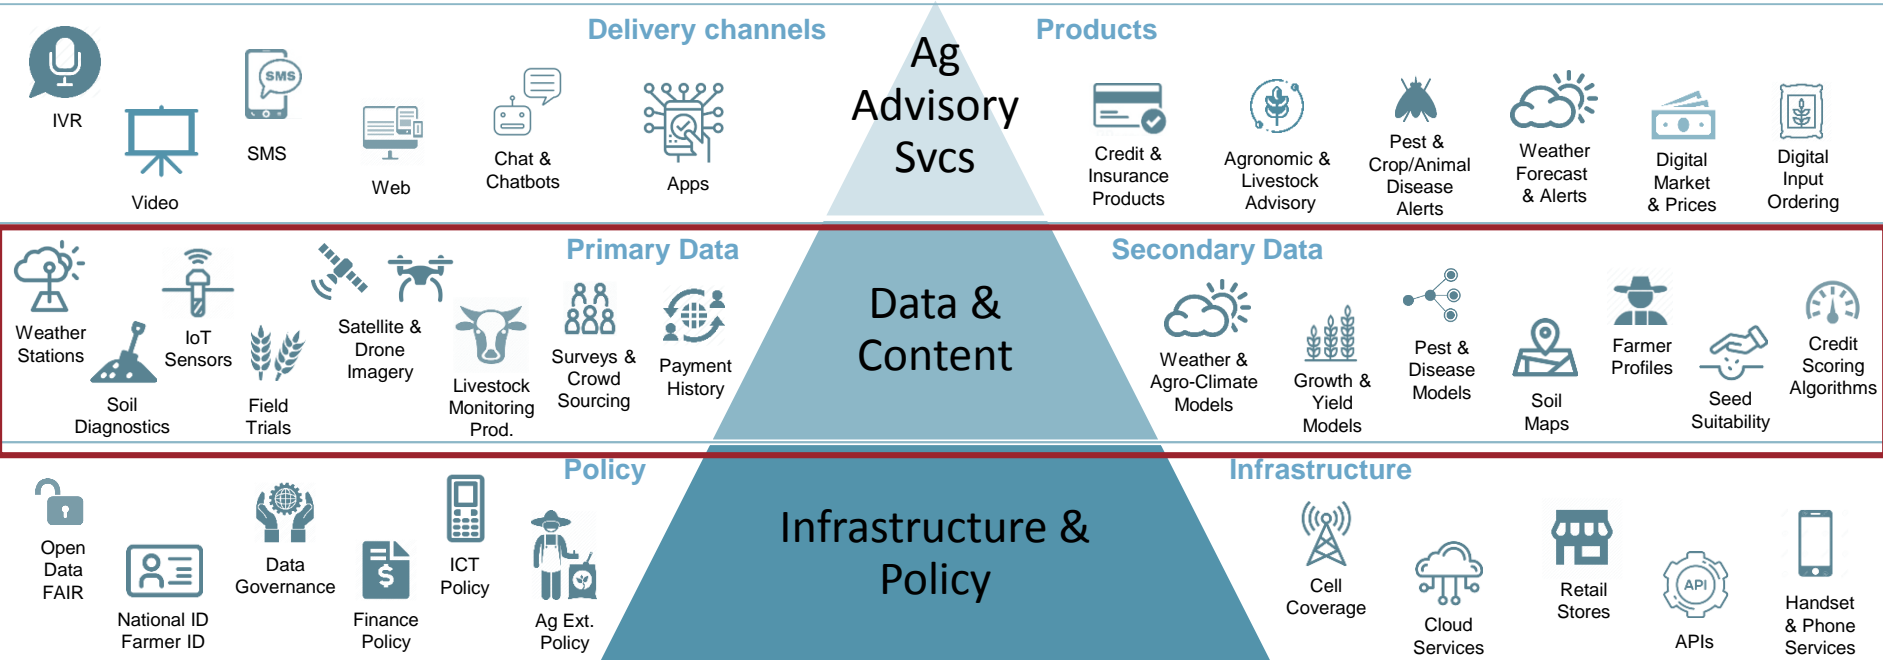 Delivery channels
Products
Ag
Advisory
Svcs
IVR
Video
SMS
SMS
Web
Chat &
Chatbots
Apps
Credit &
Insurance
Products
Agronomic &
Livestock
Advisory
Pest &
Crop/Animal
Disease
Alerts
Weather
Forecast
& Alerts
Digital
Market
& Prices
Digital
Input
Ordering
Primary Data
Secondary Data
Data &
Content
Weather
Stations
Soil
Diagnostics
IoT
Sensors
Field
Trials
Satellite &
Drone
Imagery
Livestock
Monitoring
Prod.
Surveys &
Crowd
Sourcing
Payment
History
Weather &
Agro-Climate
Models
Growth &
Yield
Models
Pest &
Disease
Models
Soil
Maps
Farmer
Profiles
Seed
Suitability
Credit
Scoring
Algorithms
Policy
Infrastructure
Infrastructure &
Policy
Open
Data
FAIR
National ID
Farmer ID
Data
Governance
$
Finance
Policy
ICT
Policy
Ag Ext.
Policy
Cell
Coverage
Cloud
Services
Retail
Stores
API
APIs
Handset
& Phone
Services